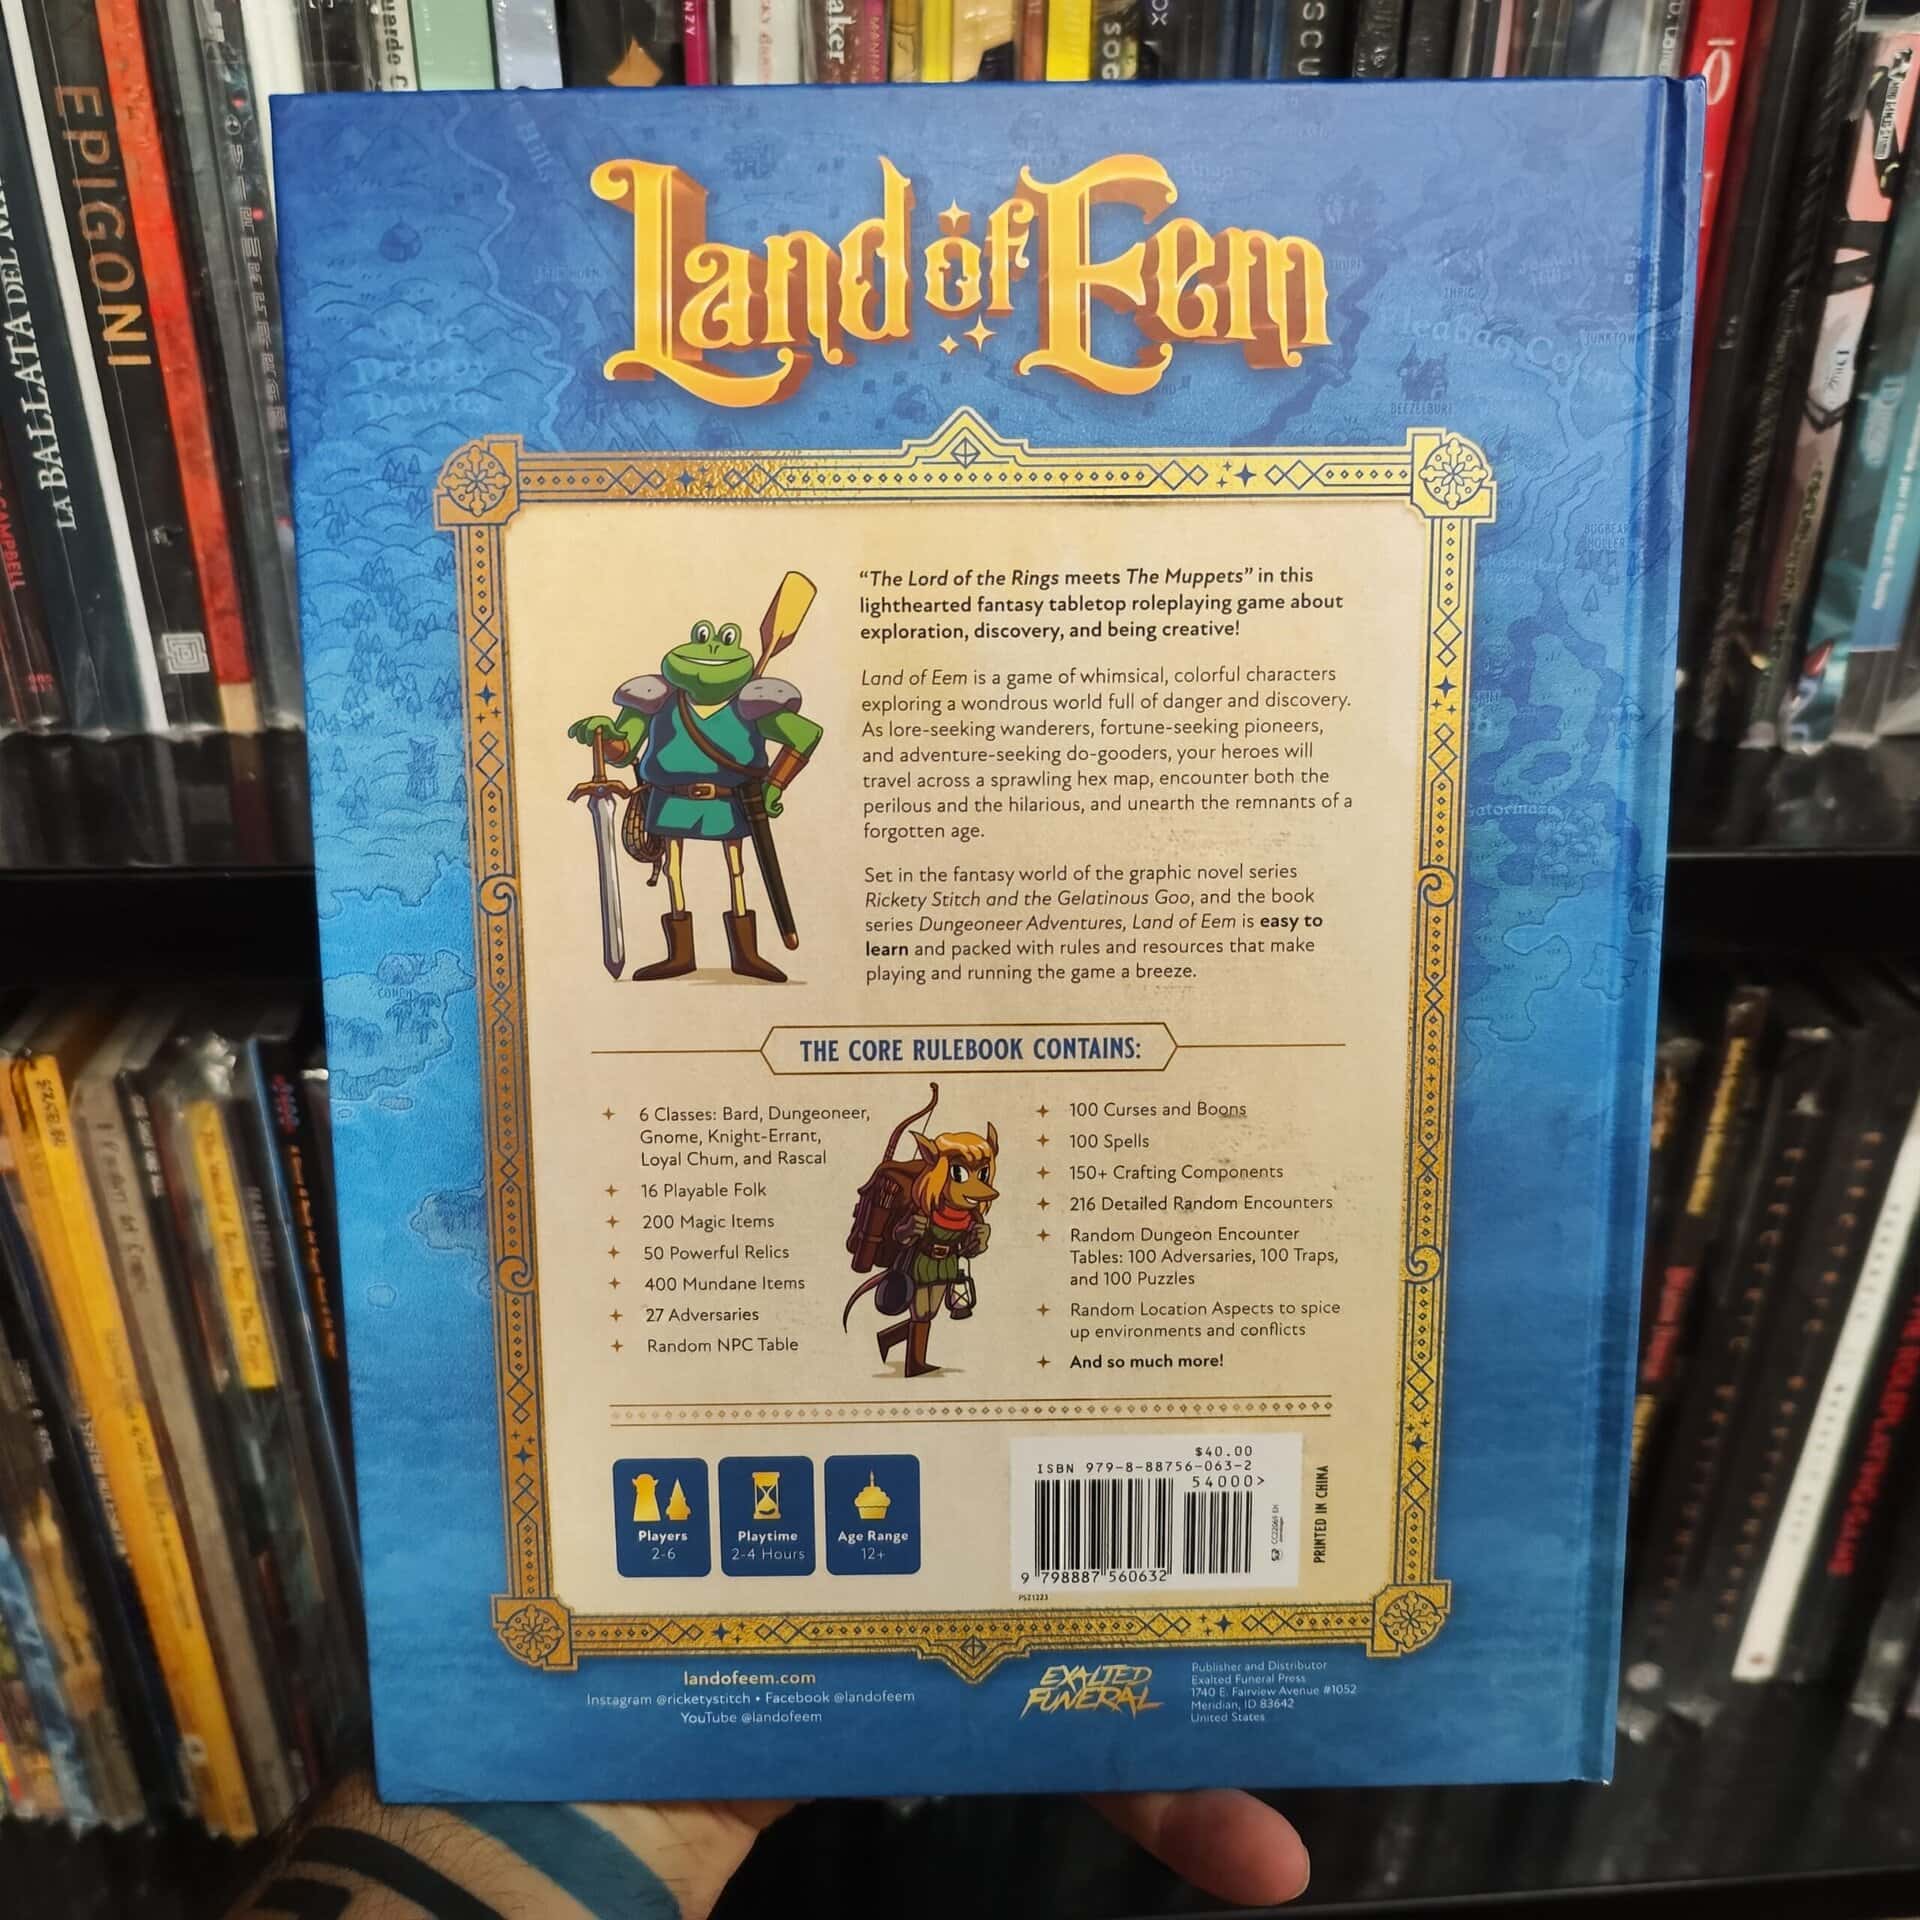 EPIGONI
LA BALLATA DEL
CAMPBELL
Land of Eem
"The Lord of the Rings meets The Muppets" in this
lighthearted fantasy tabletop roleplaying game about
exploration, discovery, and being creative!
Land of Eem is a game of whimsical, colorful characters
exploring a wondrous world full of danger and discovery.
As lore-seeking wanderers, fortune-seeking pioneers,
and adventure-seeking do-gooders, your heroes will
travel across a sprawling hex map, encounter both the
perilous and the hilarious, and unearth the remnants of a
forgotten age.
Set in the fantasy world of the graphic novel series
Rickety Stitch and the Gelatinous Goo, and the book
series Dungeoneer Adventures, Land of Eem is easy to
learn and packed with rules and resources that make
playing and running the game a breeze.
THE CORE RULEBOOK CONTAINS:
6 Classes: Bard, Dungeoneer,
Gnome, Knight-Errant,
Loyal Chum, and Rascal
16 Playable Folk
200 Magic Items
50 Powerful Relics
400 Mundane Items
27 Adversaries
Random NPC Table
100 Curses and Boons
100 Spells
150+ Crafting Components
216 Detailed Random Encounters
Random Dungeon Encounter
Tables: 100 Adversaries, 100 Traps,
and 100 Puzzles
Random Location Aspects to spice
up environments and conflicts
And so much more!
Players
2-6
Playtime
2-4 Hours
Age Range
12+
$40.00
ISBN 979-8-88756-063-2
54000>
9 798887 560632
PSZ1223
PRINTED IN CHINA
landofeem.com
Instagram @ricketystitch • Facebook @landofeem
YouTube @landofeem
EXALTED
FUNERAL
Publisher and Distributor
Exalted Funeral Press
1740 E. Fairview Avenue #1052
Meridian, ID 83642
United States
JUNKTOWN
BEEZLEBURG
CONCH